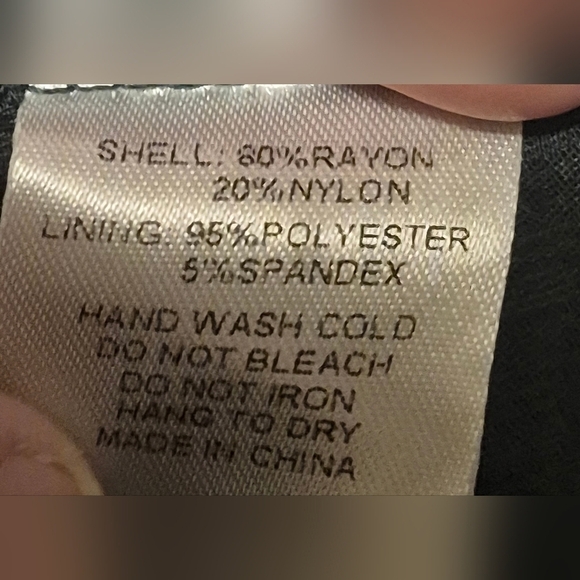 SHELL: 80%RAYON
20%NYLON
LINING: 95%POLYESTER
5%SPANDEX
HAND WASH COLD
DO NOT BLEACH
DO NOT IRON
HANG TO DRY
MADE IN CHINA